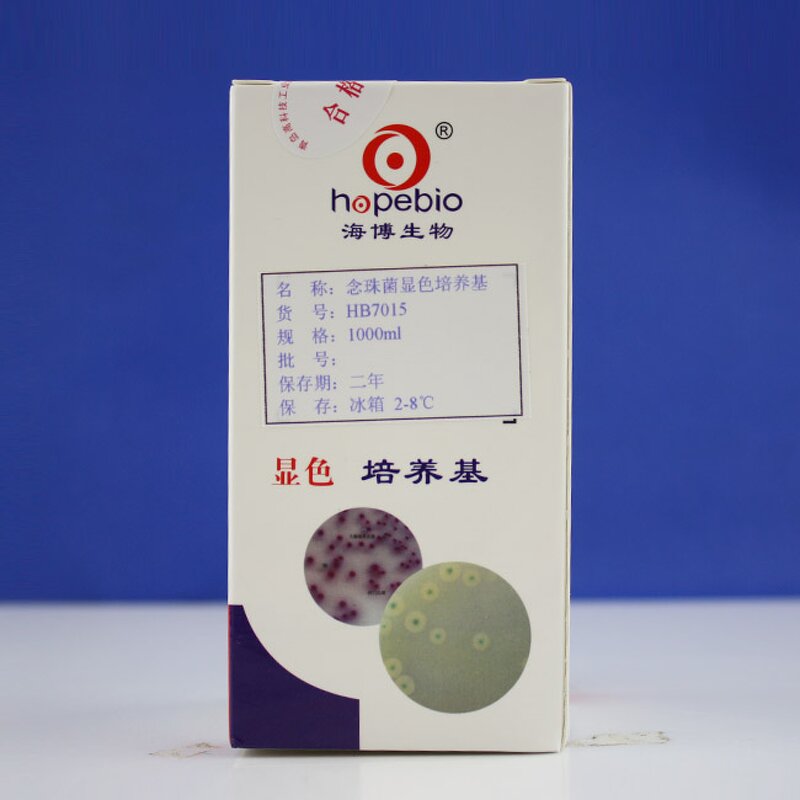 合格
®
hopebio
海博生物
名 称：念珠菌显色培养基
货 号：HB7015
规 格：1000ml
批 号：
保存期：二年
保 存：冰箱 2-8℃
显色 培养基